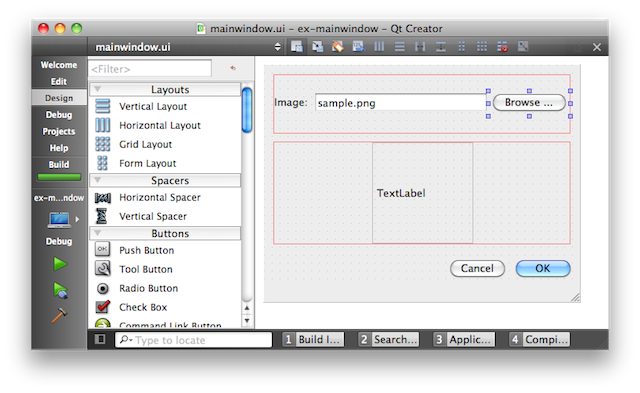 mainwindow.ui - ex-mainwindow - Qt Creator
mainwindow.ui
Welcome
Edit
Design
Debug
Projects
Help
Build
ex-m...ndow
Debug
<Filter>
Layouts
Vertical Layout
Horizontal Layout
Grid Layout
Form Layout
Spacers
Horizontal Spacer
Vertical Spacer
Buttons
OK
Push Button
Tool Button
Radio Button
Check Box
Command Link Button
Image:
sample.png
Browse ...
TextLabel
Cancel
OK
Type to locate
1 Build I...
2 Search...
3 Applic...
4 Compi...